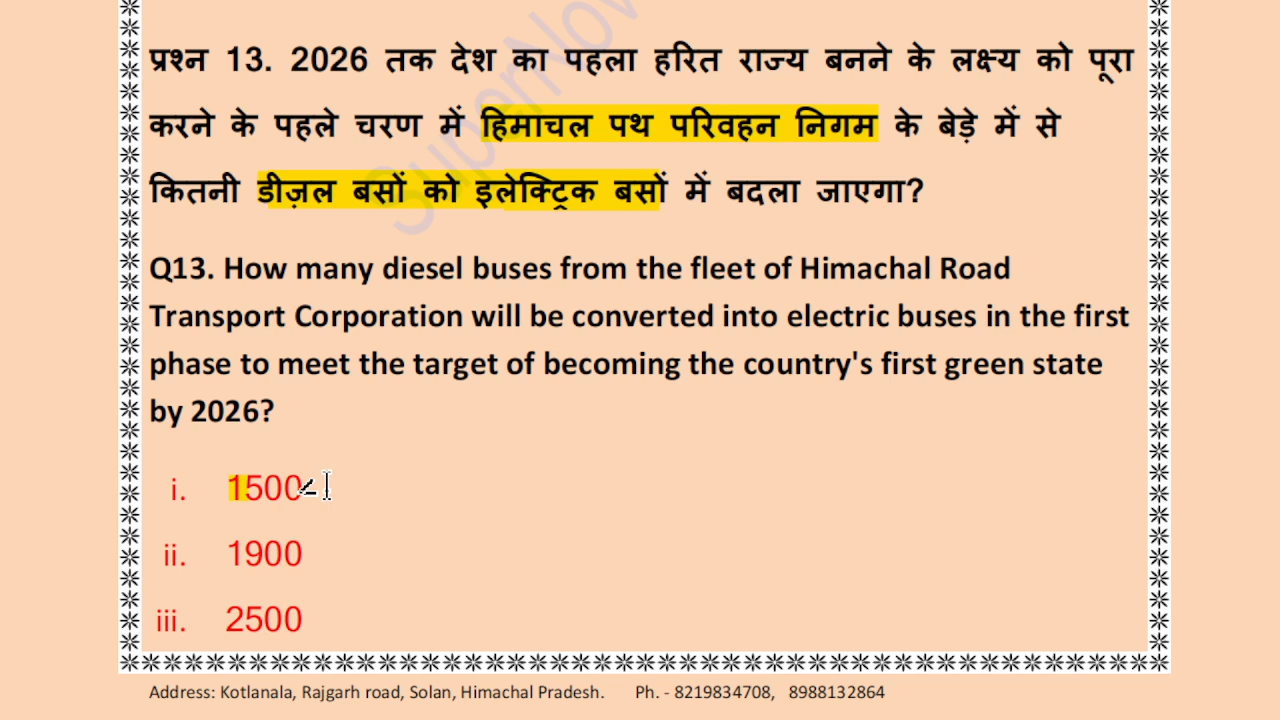 प्रश्न 13. 2026 तक देश का पहला हरित राज्य बनने के लक्ष्य को पूरा
करने के पहले चरण में हिमाचल पथ परिवहन निगम के बेड़े में से
कितनी डीज़ल बसों को इलेक्ट्रिक बसों में बदला जाएगा?
Q13. How many diesel buses from the fleet of Himachal Road
Transport Corporation will be converted into electric buses in the first
phase to meet the target of becoming the country's first green state
by 2026?
i. 1500
ii. 1900
iii. 2500
Address: Kotlanala, Rajgarh road, Solan, Himachal Pradesh. Ph. - 8219834708, 8988132864